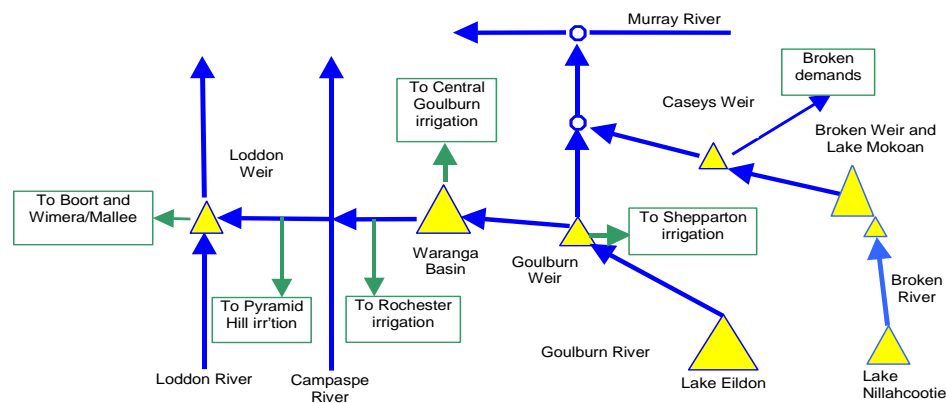 Murray River
Broken
demands
To Central
Goulburn
irrigation
Caseys Weir
Broken Weir and
Lake Mokoan
Loddon
Weir
To Boort and
Wimera/Mallee
To Shepparton
irrigation
Waranga
Basin
Goulburn
Weir
Broken
River
To Pyramid
Hill irr'tion
To Rochester
irrigation
Goulburn River
Loddon River
Campaspe
River
Lake Eildon
Lake
Nillahcootie